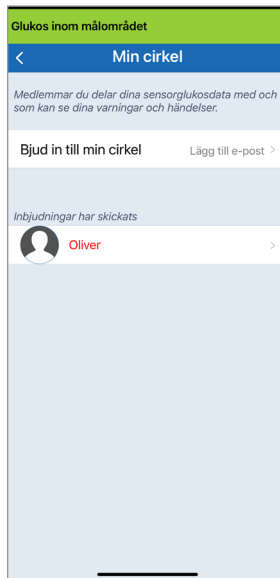 Glukos inom målområdet
Min cirkel
Medlemmar du delar dina sensorglukosdata med och
som kan se dina varningar och händelser.
Bjud in till min cirkel
Lägg till e-post
Inbjudningar har skickats
Oliver